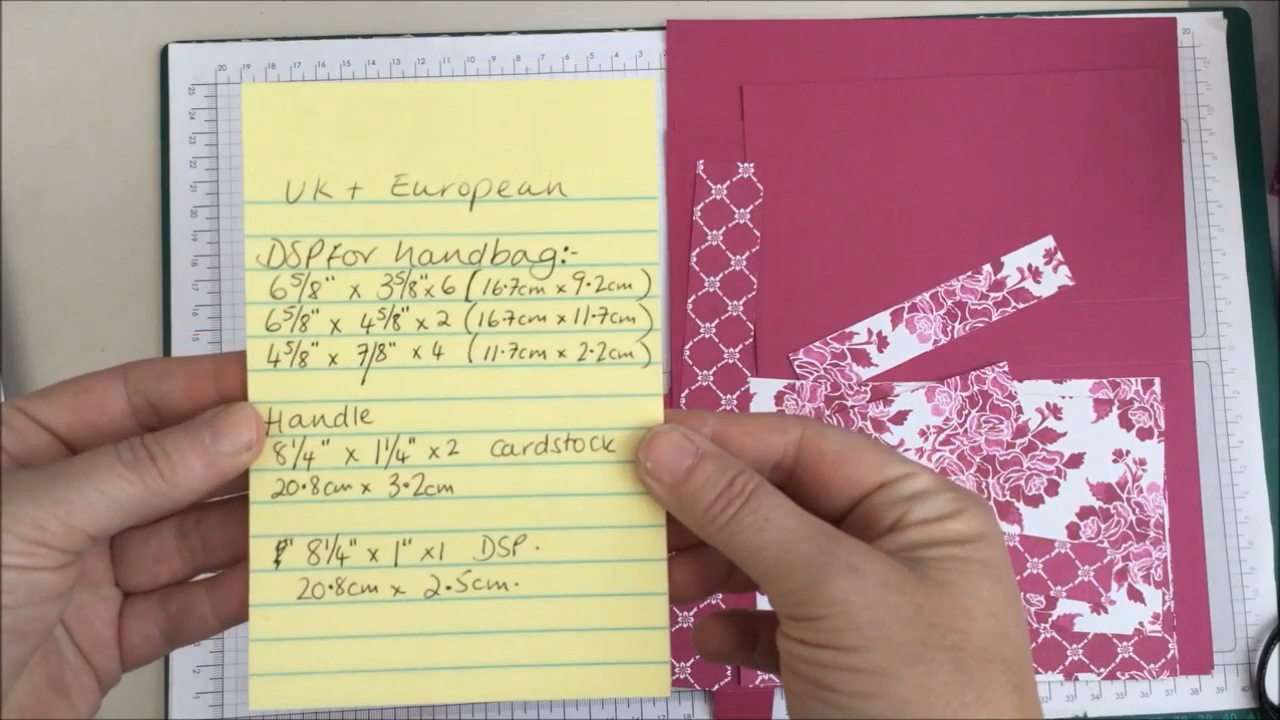 UK + European
DSP for handbag:-
6 5/8" x 3 5/8" x 6 (16.7cm x 9.2cm)
6 5/8" x 4 5/8" x 2 (16.7cm x 11.7cm)
4 5/8" x 7/8" x 4 (11.7cm x 2.2cm)
Handle
8 1/4" x 1 1/4" x 2 Cardstock
20.8cm x 3.2cm
8 1/4" x 1" x 1 DSP.
20.8cm x 2.5cm.